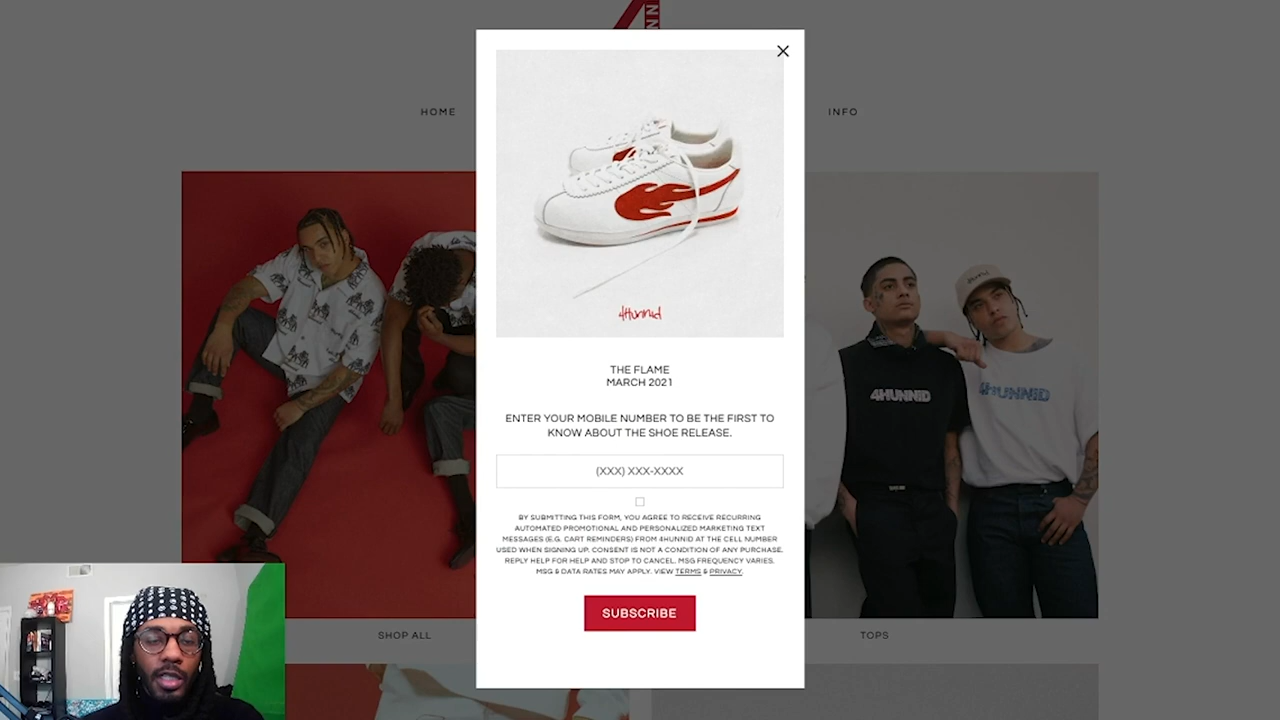 HOME
INFO
4Hunnid
THE FLAME
MARCH 2021
ENTER YOUR MOBILE NUMBER TO BE THE FIRST TO
KNOW ABOUT THE SHOE RELEASE.
(XXX) XXX-XXXX
BY SUBMITTING THIS FORM, YOU AGREE TO RECEIVE RECURRING
AUTOMATED PROMOTIONAL AND PERSONALIZED MARKETING TEXT
MESSAGES (E.G. CART REMINDERS) FROM 4HUNNID AT THE CELL NUMBER
USED WHEN SIGNING UP. CONSENT IS NOT A CONDITION OF ANY PURCHASE.
REPLY HELP FOR HELP AND STOP TO CANCEL. MSG FREQUENCY VARIES.
MSG & DATA RATES MAY APPLY. VIEW TERMS & PRIVACY.
SUBSCRIBE
4HUNNID
4HUNNID
SHOP ALL
TOPS